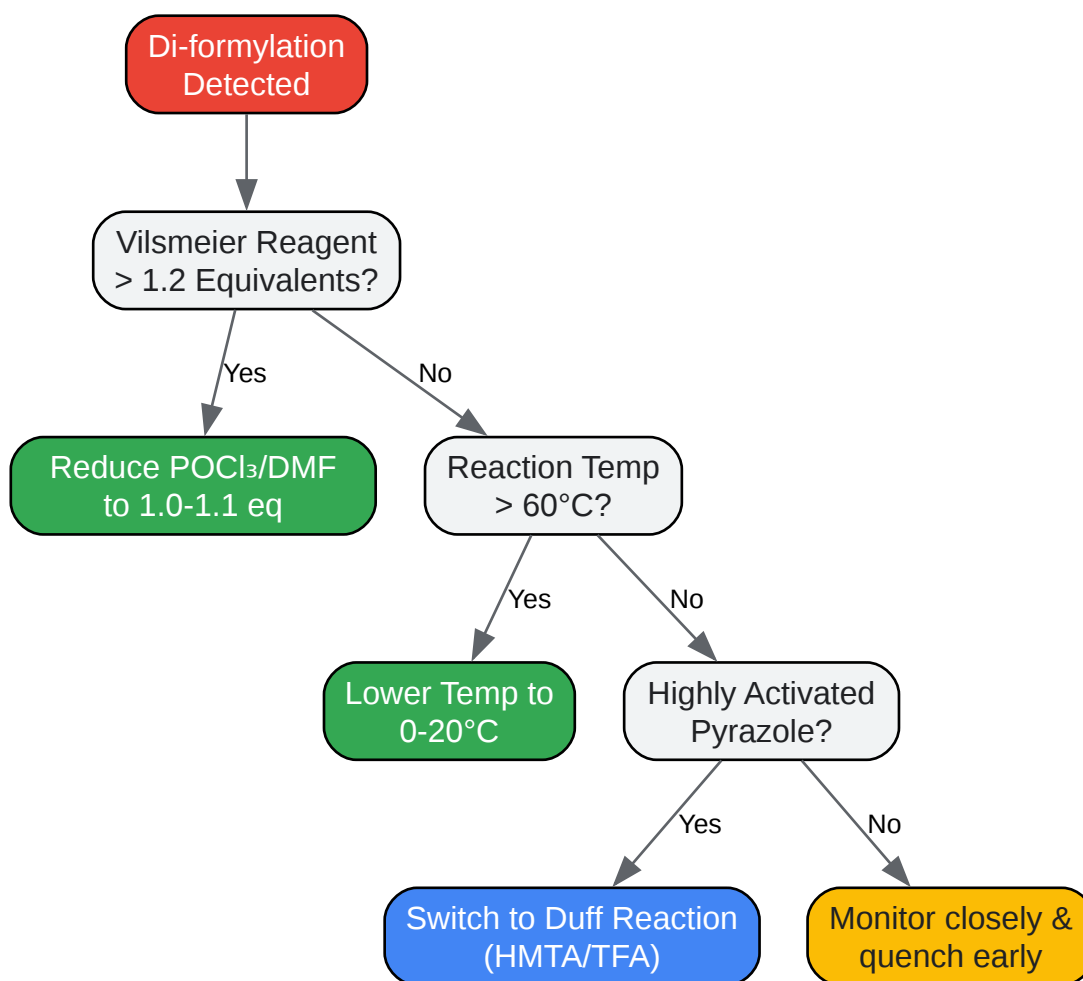 Di-formylation
Detected
Vilsmeier Reagent
> 1.2 Equivalents?
Yes
No
Reduce POCl₃/DMF
to 1.0-1.1 eq
Reaction Temp
> 60°C?
Yes
No
Lower Temp to
0-20°C
Highly Activated
Pyrazole?
Yes
No
Switch to Duff Reaction
(HMTA/TFA)
Monitor closely &
quench early